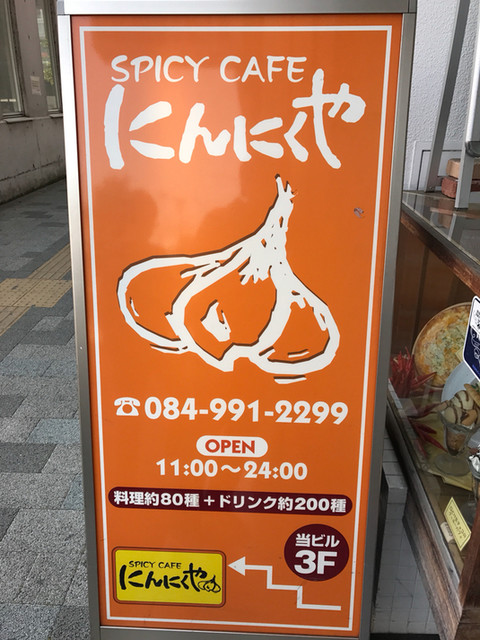 SPICY CAFE
にんにくや
☎084-991-2299
OPEN
11:00～24:00
料理約80種＋ドリンク約200種
当ビル
3F
SPICY CAFE
にんにくや